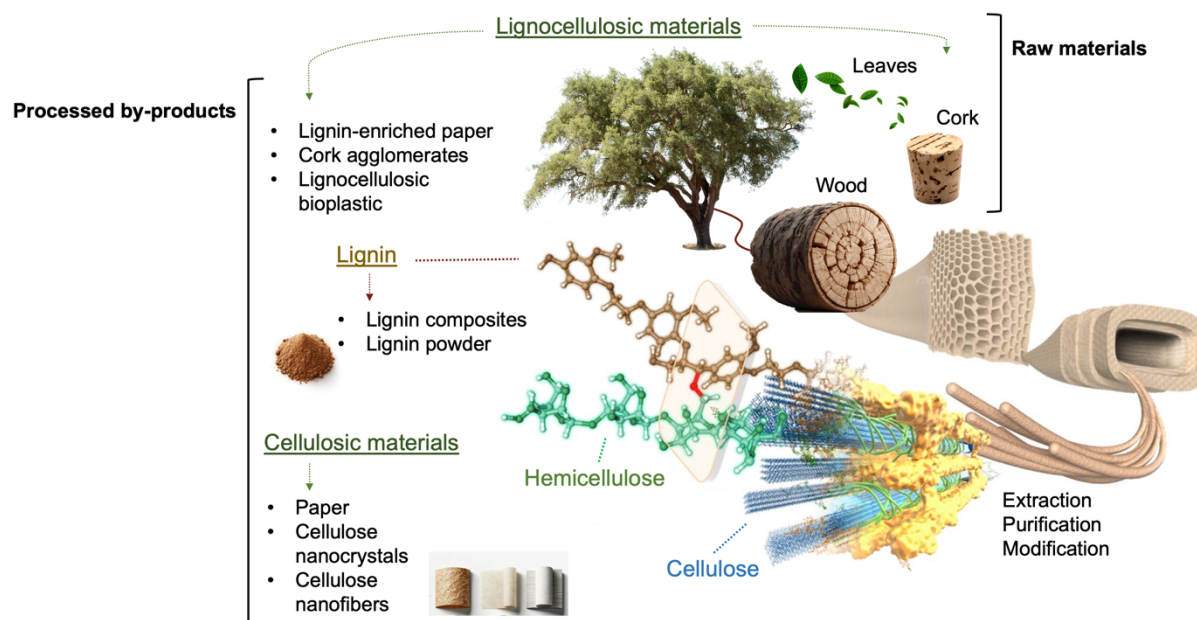 Lignocellulosic materials
Raw materials
Leaves
Cork
Wood
Processed by-products
• Lignin-enriched paper
• Cork agglomerates
• Lignocellulosic
bioplastic
Lignin
• Lignin composites
• Lignin powder
Hemicellulose
Cellulosic materials
• Paper
• Cellulose
nanocrystals
• Cellulose
nanofibers
Cellulose
Extraction
Purification
Modification